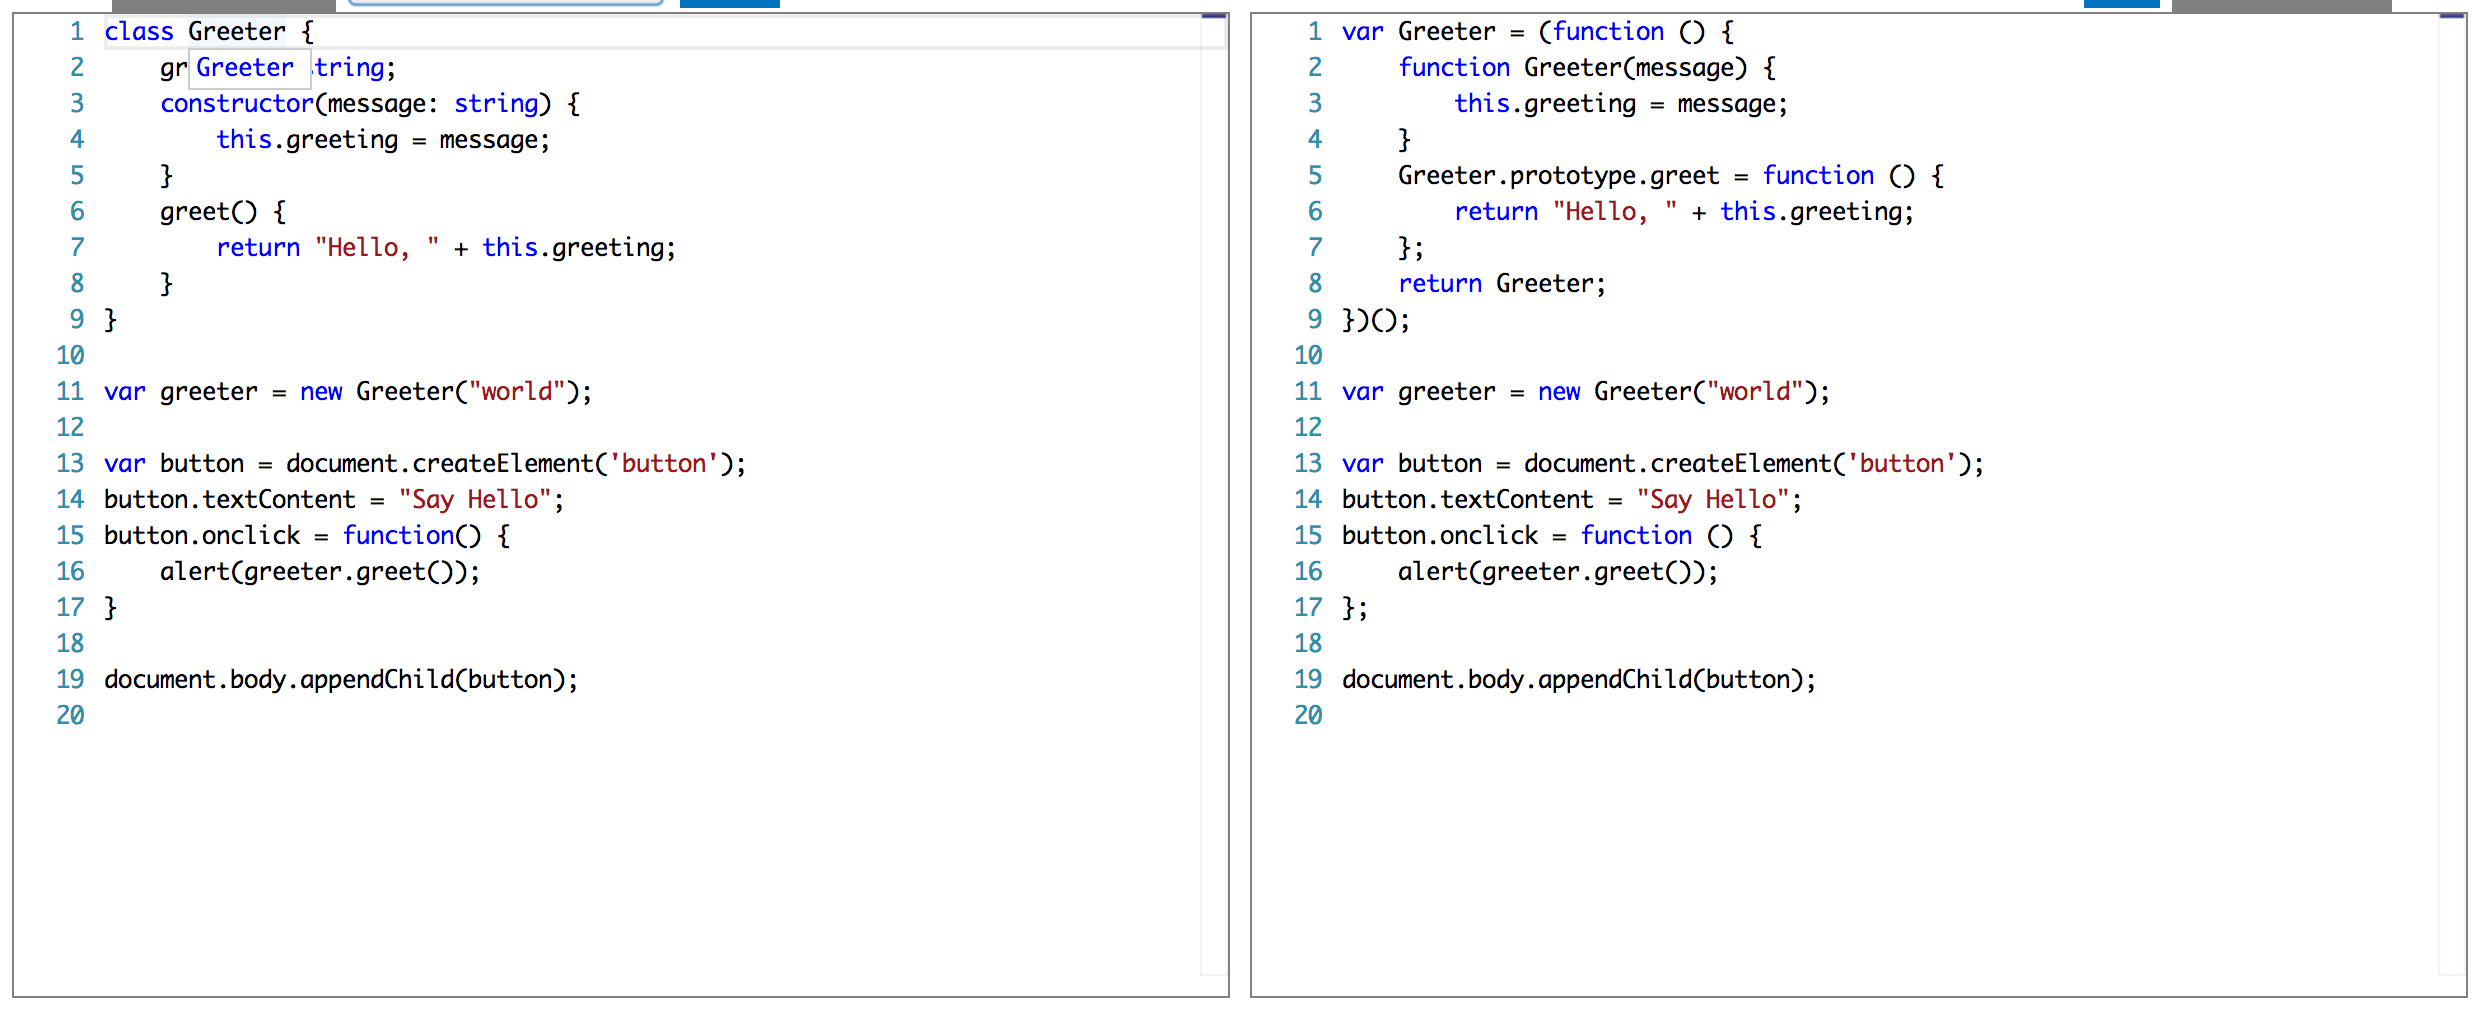 1 class Greeter {
2 gr Greeter tring;
3 constructor(message: string) {
4 this.greeting = message;
5 }
6 greet() {
7 return "Hello, " + this.greeting;
8 }
9 }
10
11 var greeter = new Greeter("world");
12
13 var button = document.createElement('button');
14 button.textContent = "Say Hello";
15 button.onclick = function() {
16 alert(greeter.greet());
17 }
18
19 document.body.appendChild(button);
20
1 var Greeter = (function () {
2 function Greeter(message) {
3 this.greeting = message;
4 }
5 Greeter.prototype.greet = function () {
6 return "Hello, " + this.greeting;
7 };
8 return Greeter;
9 })();
10
11 var greeter = new Greeter("world");
12
13 var button = document.createElement('button');
14 button.textContent = "Say Hello";
15 button.onclick = function () {
16 alert(greeter.greet());
17 };
18
19 document.body.appendChild(button);
20